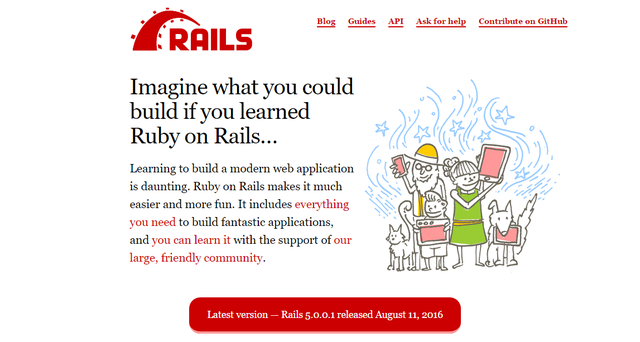 RAILS
Blog Guides API Ask for help Contribute on GitHub
Imagine what you could
build if you learned
Ruby on Rails...
Learning to build a modern web application
is daunting. Ruby on Rails makes it much
easier and more fun. It includes everything
you need to build fantastic applications,
and you can learn it with the support of our
large, friendly community.
Latest version — Rails 5.0.0.1 released August 11, 2016